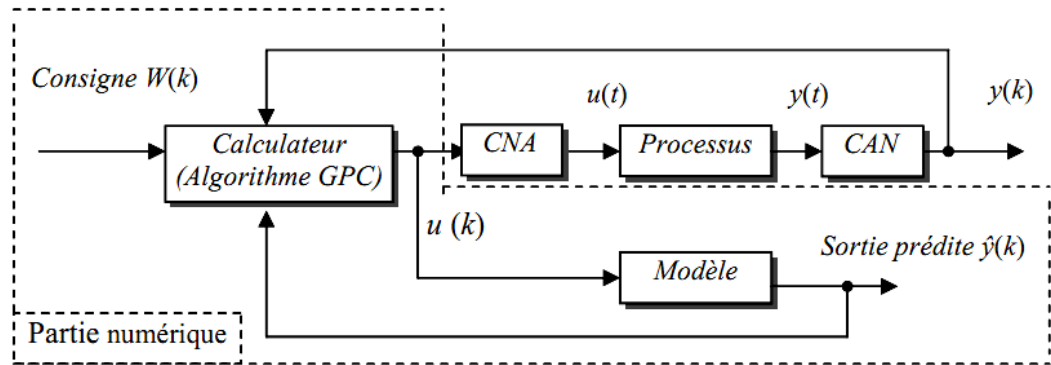 Consigne W(k)
u(t)
y(t)
y(k)
Calculateur
(Algorithme GPC)
CNA
Processus
CAN
u (k)
Modèle
Sortie prédite ŷ(k)
Partie numérique